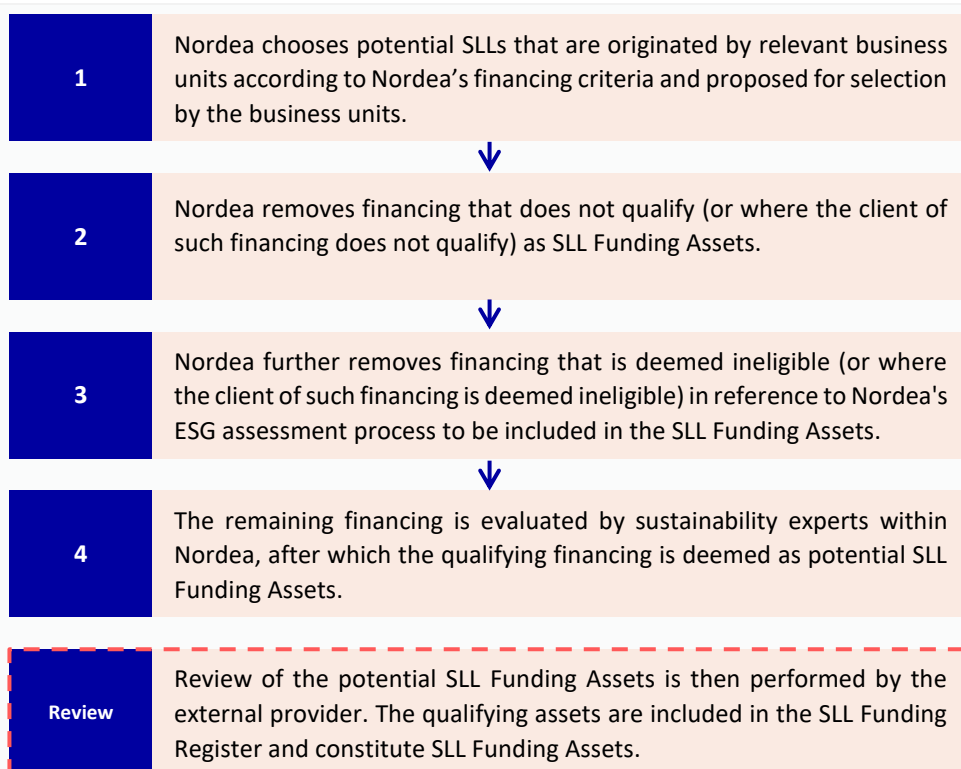 Nordea chooses potential SLLs that are originated by relevant business
1
units according to Nordea's financing criteria and proposed for selection
by the business units.
Nordea removes financing that does not qualify (or where the client of
2
such financing does not qualify) as SLL Funding Assets.
Nordea further removes financing that is deemed ineligible (or where
3
the client of such financing is deemed ineligible) in reference to Nordea's
ESG assessment process to be included in the SLL Funding Assets.
The remaining financing is evaluated by sustainability experts within
4
Nordea, after which the qualifying financing is deemed as potential SLL
Funding Assets.
Review of the potential SLL Funding Assets is then performed by the
Review
external provider. The qualifying assets are included in the SLL Funding
Register and constitute SLL Funding Assets.